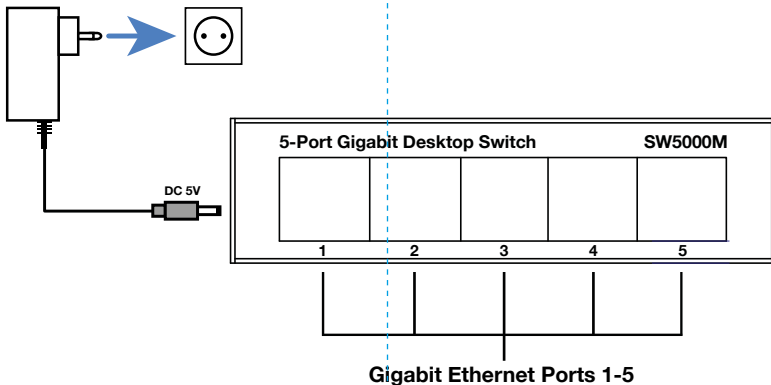 5-Port Gigabit Desktop Switch SW5000M
DC 5V
1 2 3 4 5
Gigabit Ethernet Ports 1-5